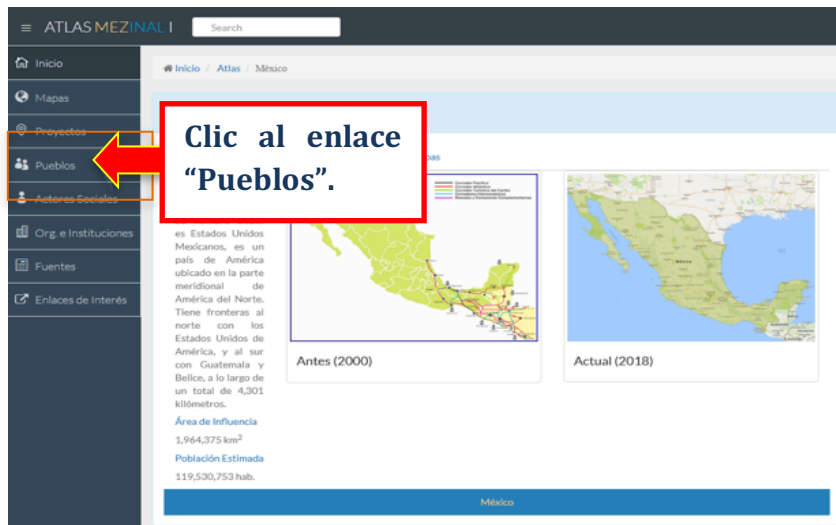 ≡ ATLAS MEZINAL I Search
Inicio
Inicio / Atlas / México
Mapas
Proyectos
Pueblos
Actores Sociales
Org. e Instituciones
Fuentes
Enlaces de Interés
Clic al enlace
“Pueblos”.
es Estados Unidos
Mexicanos, es un
país de América
ubicado en la parte
meridional de
América del Norte.
Tiene fronteras al
norte con los
Estados Unidos de
América, y al sur
con Guatemala y
Belice, a lo largo de
un total de 4,301
kilómetros.
Área de Influencia
1,964,375 km²
Población Estimada
119,530,753 hab.
Antes (2000)
Actual (2018)
México